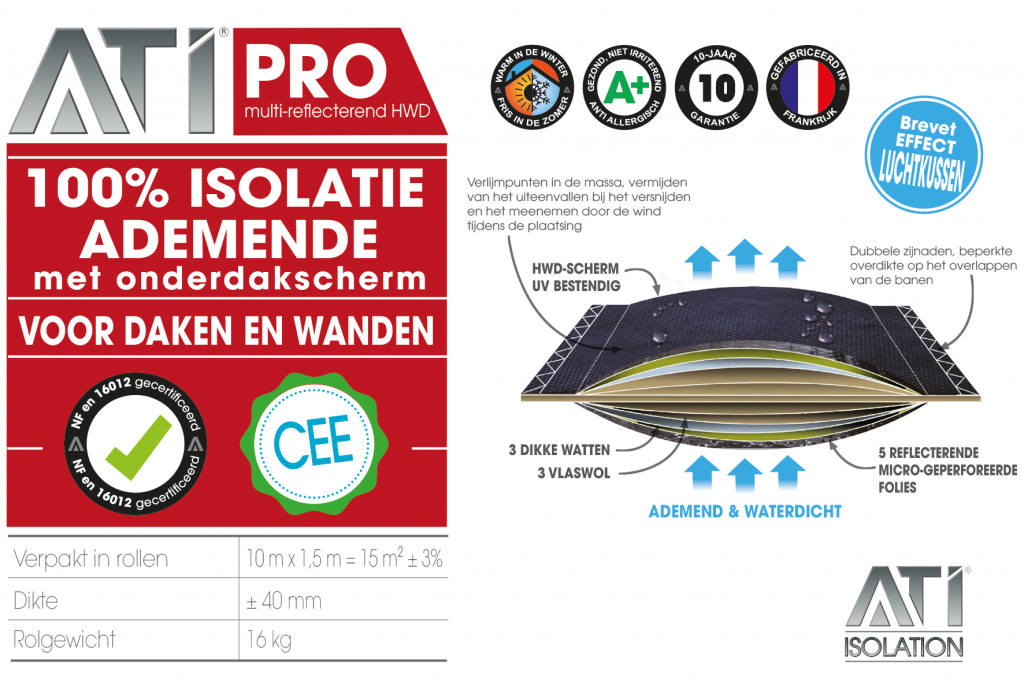 ATI®
PRO
multi-reflecterend HWD
100% ISOLATIE
ADEMENDE
met onderdakscherm
VOOR DAKEN EN WANDEN
NF en 16012 gecertificeerd
NF en 16012 gecertificeerd
CEE
Verpakt in rollen 10 m x 1,5 m = 15 m² ± 3%
Dikte ± 40 mm
Rolgewicht 16 kg
WARM IN DE WINTER
FRIS IN DE ZOMER
GEZOND, NIET IRRITEREND
A+
ANTI ALLERGISCH
10-JAAR
10
GARANTIE
GEFABRICEERD IN
FRANKRIJK
Brevet
EFFECT
LUCHTKUSSEN
Verlijmpunten in de massa, vermijden
van het uiteenvallen bij het versnijden
en het meenemen door de wind
tijdens de plaatsing
HWD-SCHERM
UV BESTENDIG
Dubbele zijnaden, beperkte
overdikte op het overlappen
van de banen
3 DIKKE WATTEN
3 VLASWOL
5 REFLECTERENDE
MICRO-GEPERFOREERDE
FOLIES
ADEMEND & WATERDICHT
ATI®
ISOLATION